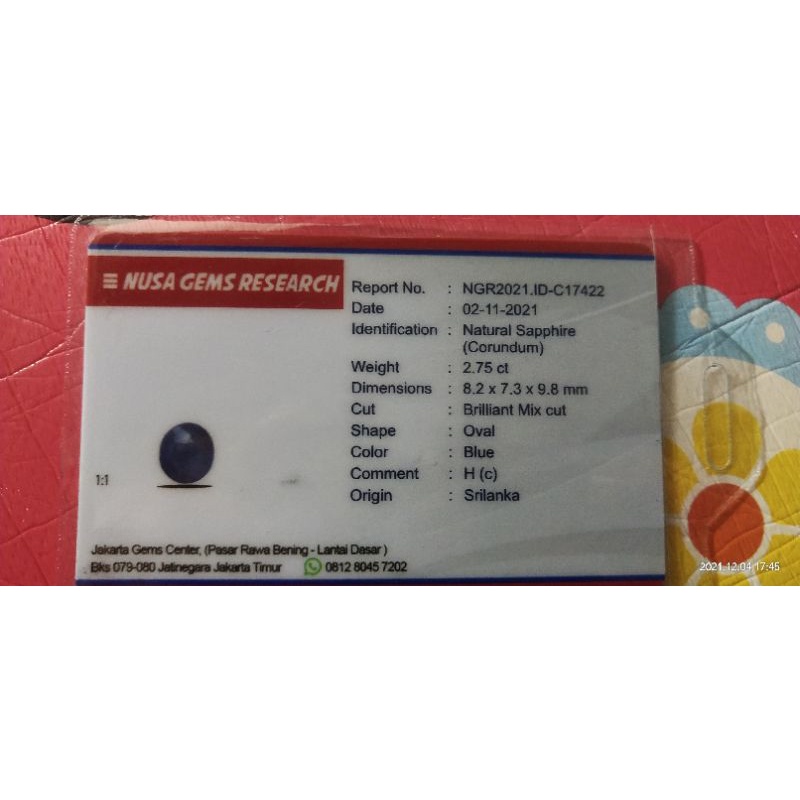 NUSA GEMS RESEARCH
Report No. : NGR2021.ID-C17422
Date : 02-11-2021
Identification : Natural Sapphire
(Corundum)
Weight : 2.75 ct
Dimensions : 8.2 x 7.3 x 9.8 mm
Cut : Brilliant Mix cut
Shape : Oval
Color : Blue
Comment : H (c)
Origin : Srilanka
1:1
Jakarta Gems Center, (Pasar Rawa Bening - Lantai Dasar )
Bks 079-080 Jatinegara Jakarta Timur 0812 8045 7202
2021.12.04 17:45